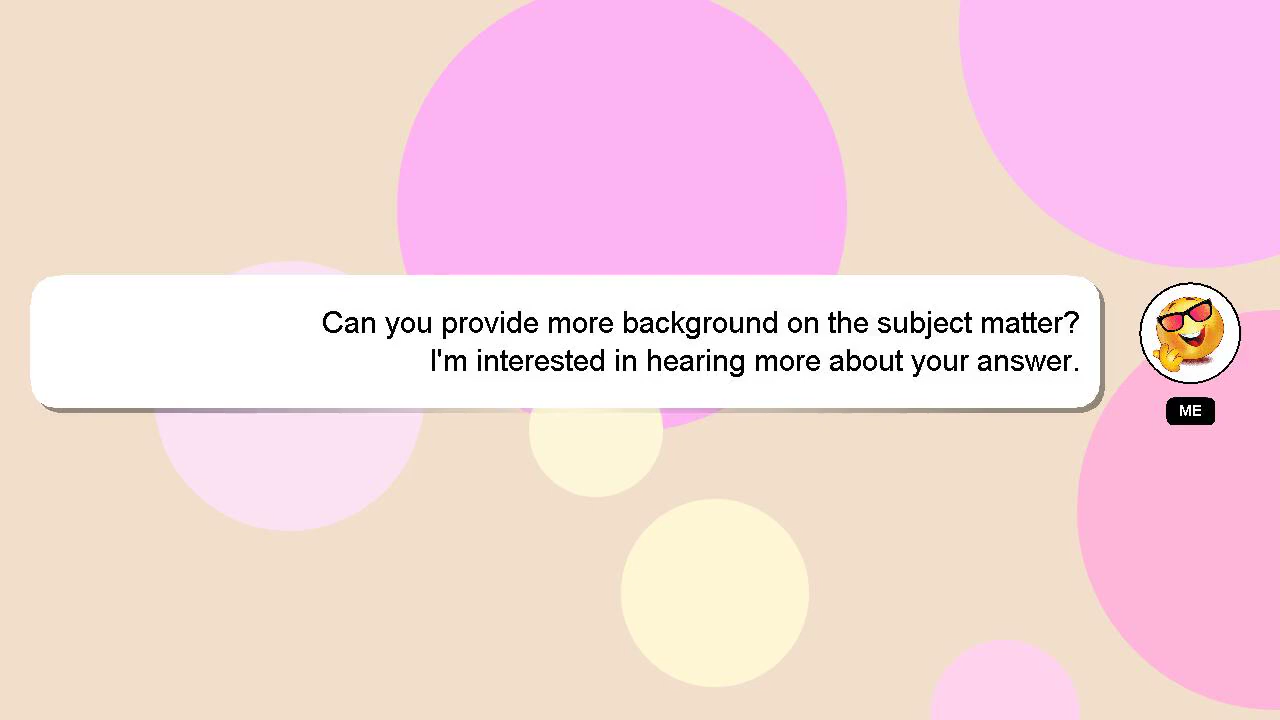 Can you provide more background on the subject matter?
I'm interested in hearing more about your answer.
ME